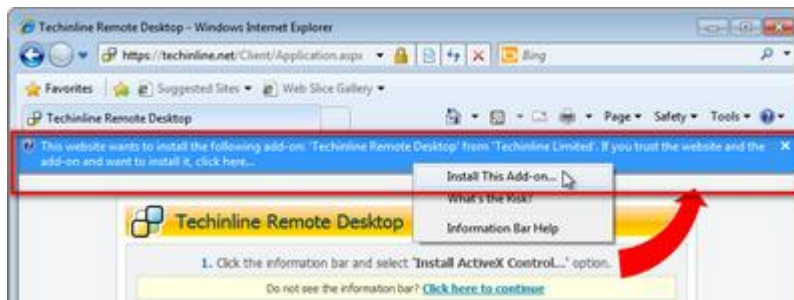 Techinline Remote Desktop - Windows Internet Explorer
https://techinline.net/Client/Application.aspx Bing
Favorites Suggested Sites Web Slice Gallery
Techinline Remote Desktop Page Safety Tools
This website wants to install the following add-on: 'Techinline Remote Desktop' from 'Techinline Limited'. If you trust the website and the
add-on and want to install it, click here...
Install This Add-on...
What's the Risk?
Information Bar Help
Techinline Remote Desktop
1. Click the information bar and select "Install ActiveX Control..." option.
Do not see the information bar? Click here to continue